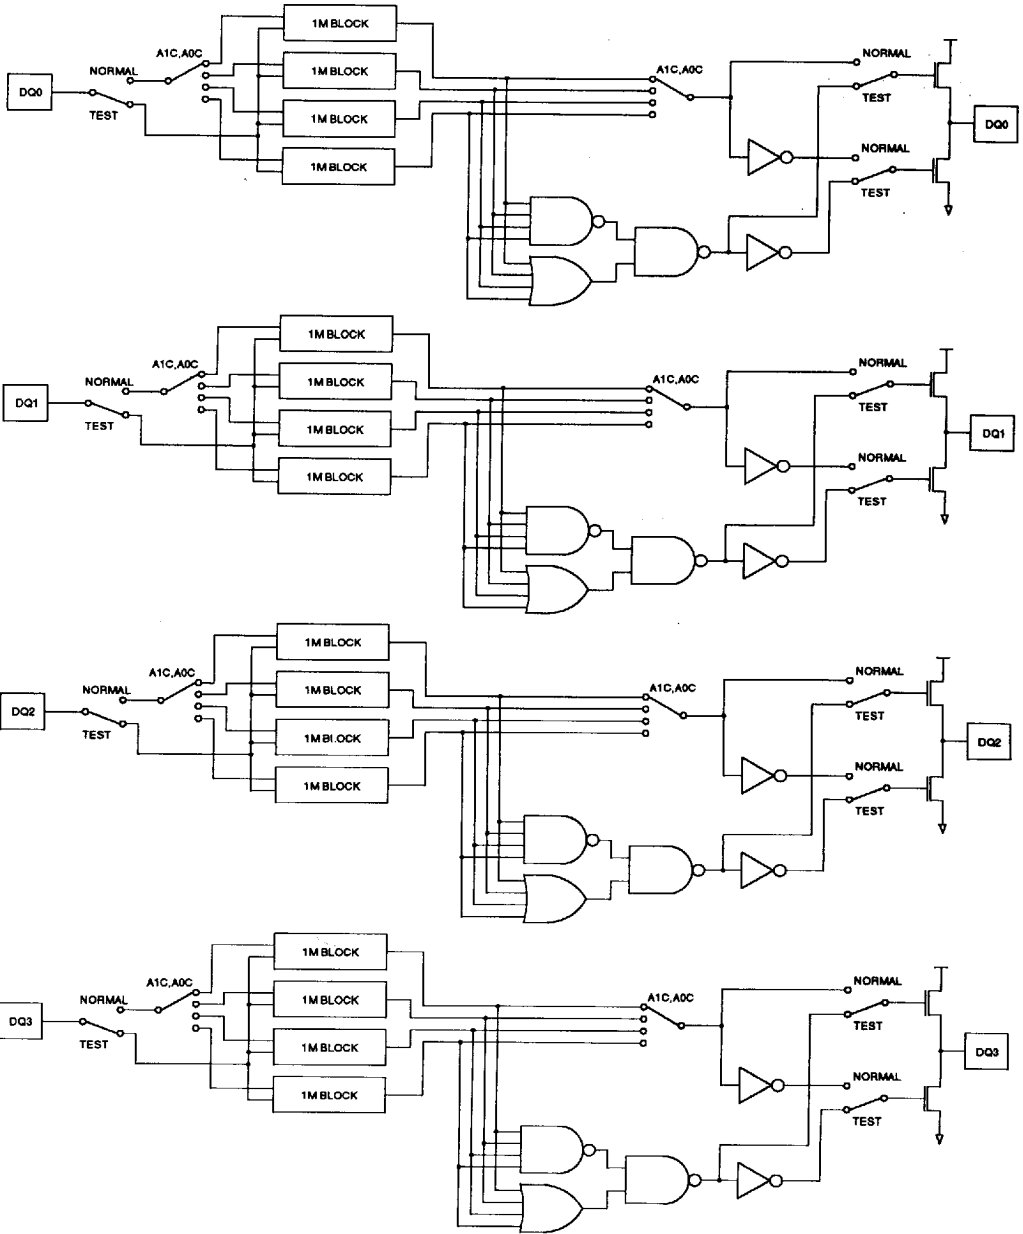 1M BLOCK
A1C,A0C
NORMAL
DQ0
TEST
1M BLOCK
1M BLOCK
1M BLOCK
A1C,A0C
NORMAL
TEST
DQ0
NORMAL
TEST
1M BLOCK
A1C,A0C
NORMAL
DQ1
TEST
1M BLOCK
1M BLOCK
1M BLOCK
A1C,A0C
NORMAL
TEST
DQ1
NORMAL
TEST
1M BLOCK
A1C,A0C
NORMAL
DQ2
TEST
1M BLOCK
1M BLOCK
1M BLOCK
A1C,A0C
NORMAL
TEST
DQ2
NORMAL
TEST
1M BLOCK
A1C,A0C
NORMAL
DQ3
TEST
1M BLOCK
1M BLOCK
1M BLOCK
A1C,A0C
NORMAL
TEST
DQ3
NORMAL
TEST